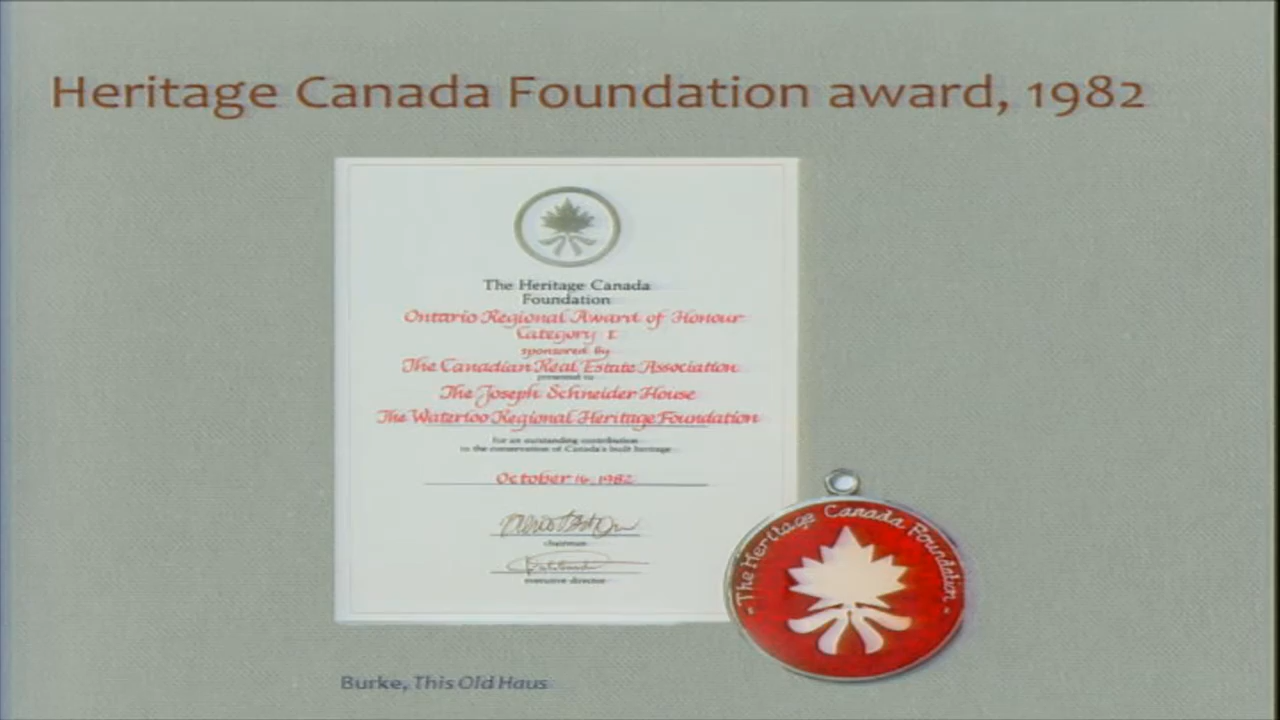 Heritage Canada Foundation award, 1982
The Heritage Canada
Foundation
Ontario Regional Award of Honour
Category I
sponsored by
The Canadian Real Estate Association
presented to
The Joseph Schneider House
The Waterloo Regional Heritage Foundation
for an outstanding contribution
to the conservation of Canada's built heritage
October 16, 1982
chairman
executive director
- The Heritage Canada Foundation -
Burke, This Old Haus